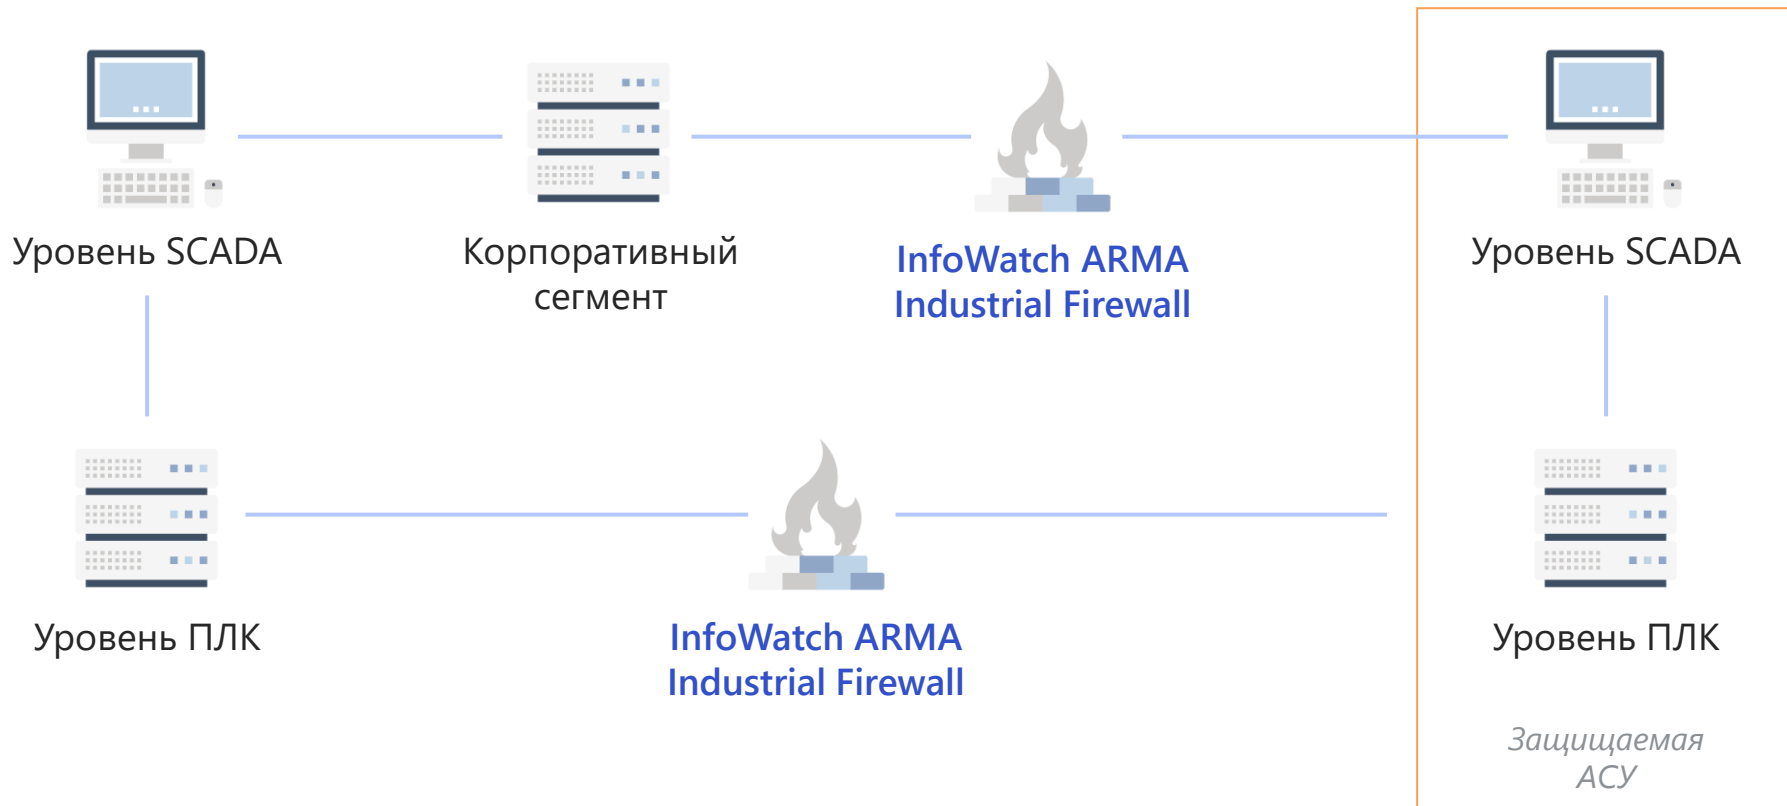 Уровень SCADA
Корпоративный
сегмент
InfoWatch ARMA
Industrial Firewall
Уровень SCADA
Уровень ПЛК
InfoWatch ARMA
Industrial Firewall
Уровень ПЛК
Защищаемая
АСУ